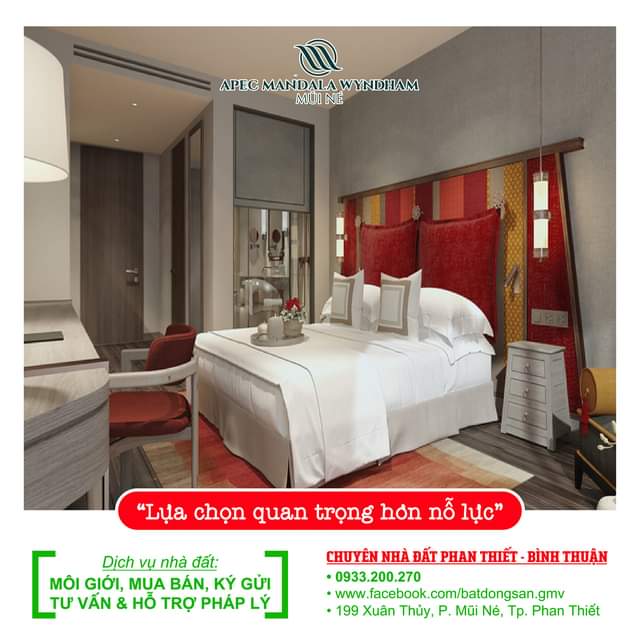 APEC MANDALA WYNDHAM
MŨI NÉ
“Lựa chọn quan trọng hơn nỗ lực”
Dịch vụ nhà đất:
MÔI GIỚI, MUA BÁN, KÝ GỬI
TƯ VẤN & HỖ TRỢ PHÁP LÝ
CHUYÊN NHÀ ĐẤT PHAN THIẾT - BÌNH THUẬN
• 0933.200.270
• www.facebook.com/batdongsan.gmv
• 199 Xuân Thủy, P. Mũi Né, Tp. Phan Thiết